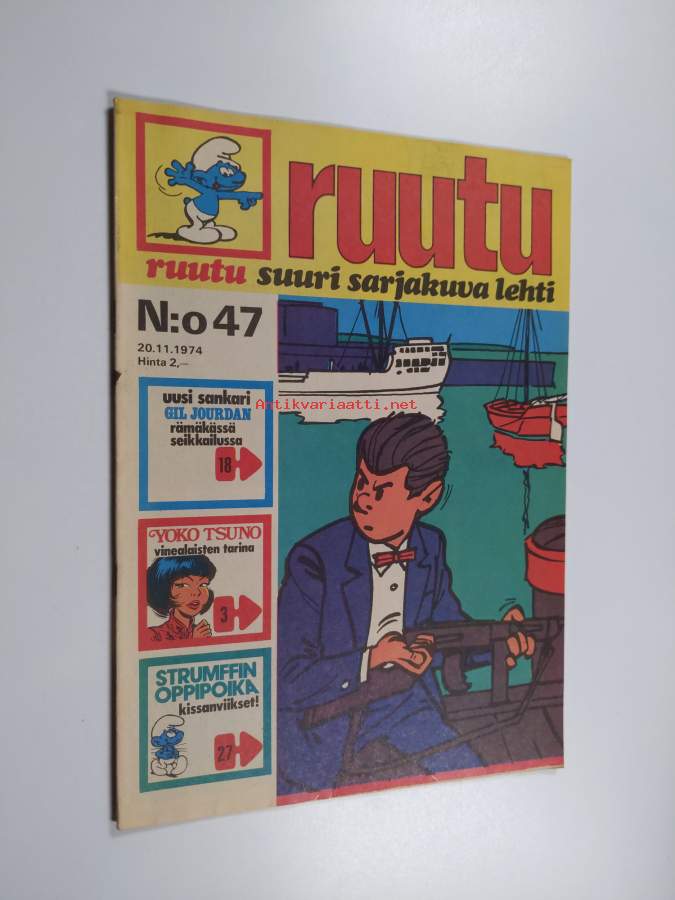 ruutu
ruutu suuri sarjakuva lehti
N:o 47
20.11.1974
Hinta 2,—
uusi sankari
GIL JOURDAN
rämäkässä
seikkailussa
18
YOKO TSUNO
vinealaisten tarina
3
STRUMFFIN
OPPIPOIKA
kissanviikset!
27
Antikvariaatti.net